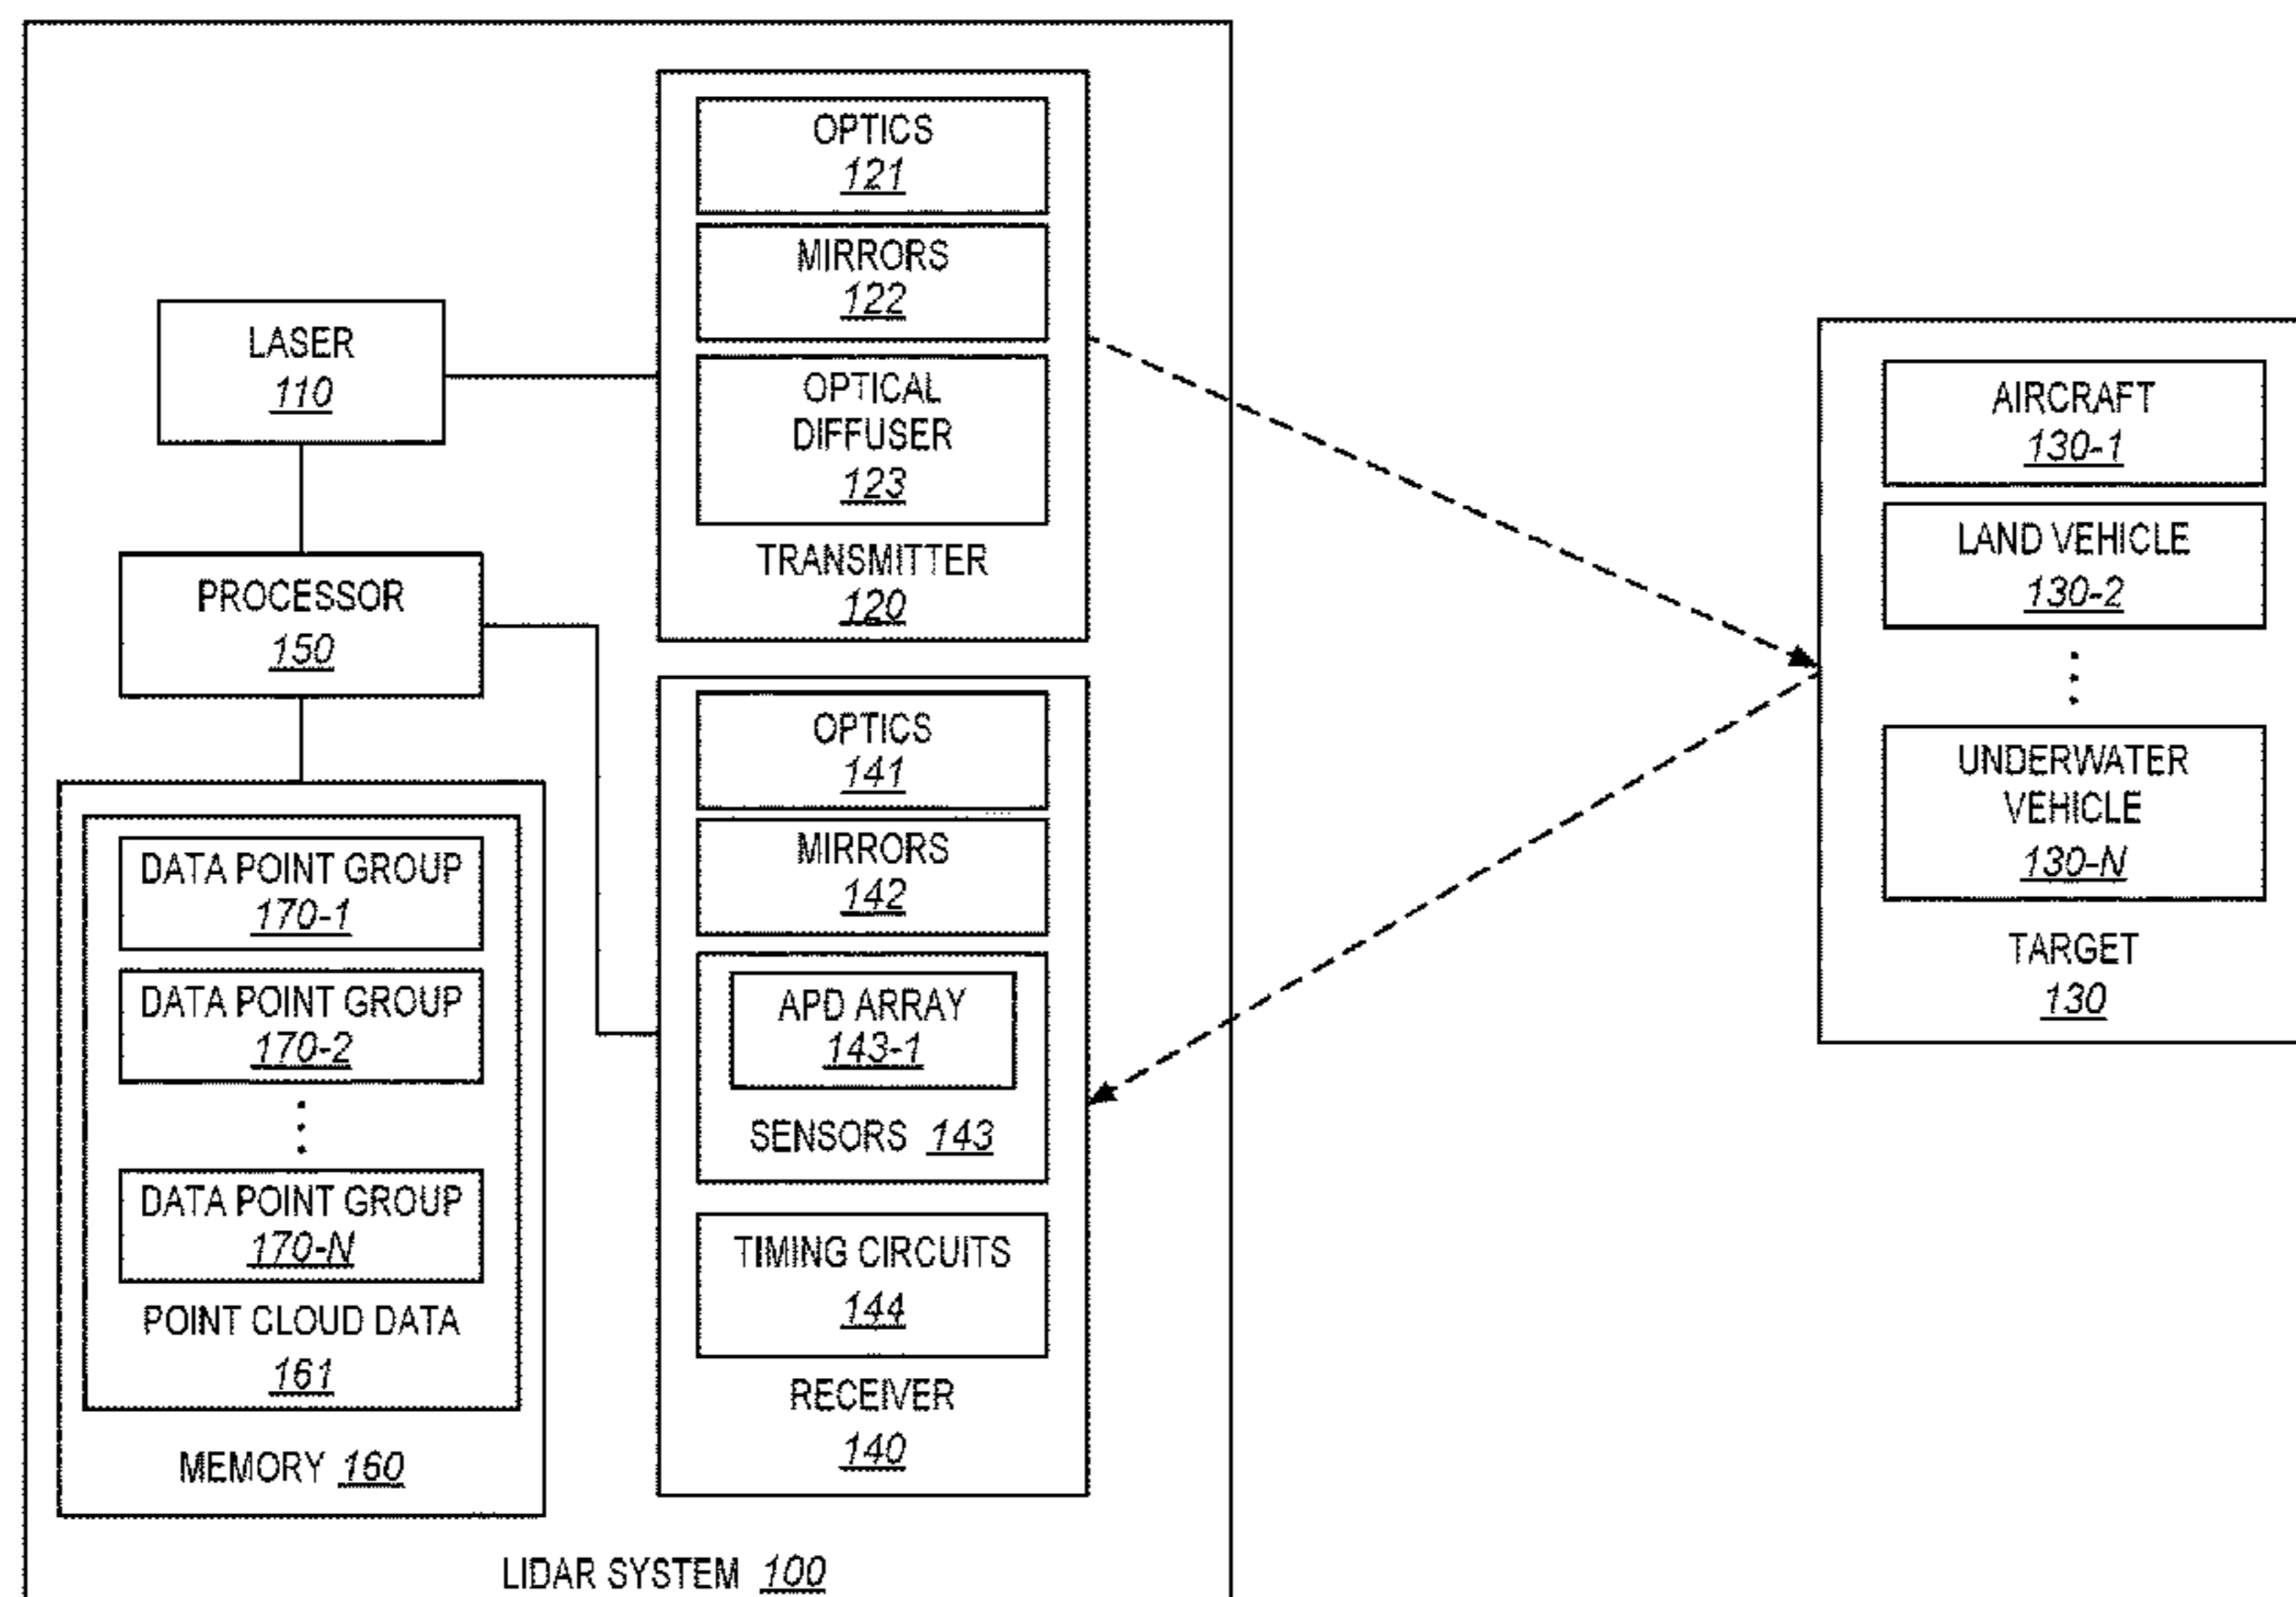 OPTICS
121
MIRRORS
122
OPTICAL
DIFFUSER
123
TRANSMITTER
120
LASER
110
PROCESSOR
150
DATA POINT GROUP
170-1
DATA POINT GROUP
170-2
DATA POINT GROUP
170-N
POINT CLOUD DATA
161
MEMORY 160
OPTICS
141
MIRRORS
142
APD ARRAY
143-1
SENSORS 143
TIMING CIRCUITS
144
RECEIVER
140
LIDAR SYSTEM 100
AIRCRAFT
130-1
LAND VEHICLE
130-2
UNDERWATER
VEHICLE
130-N
TARGET
130